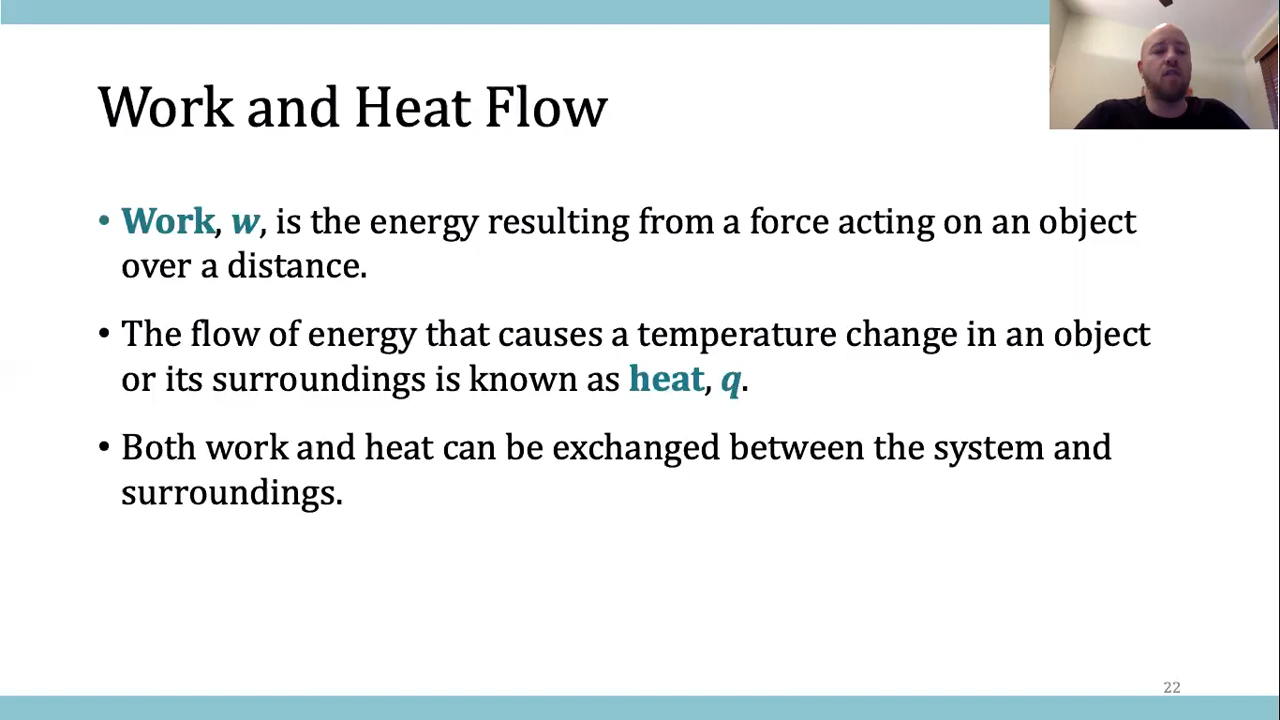 Work and Heat Flow
• Work, w, is the energy resulting from a force acting on an object
over a distance.
• The flow of energy that causes a temperature change in an object
or its surroundings is known as heat, q.
• Both work and heat can be exchanged between the system and
surroundings.
22